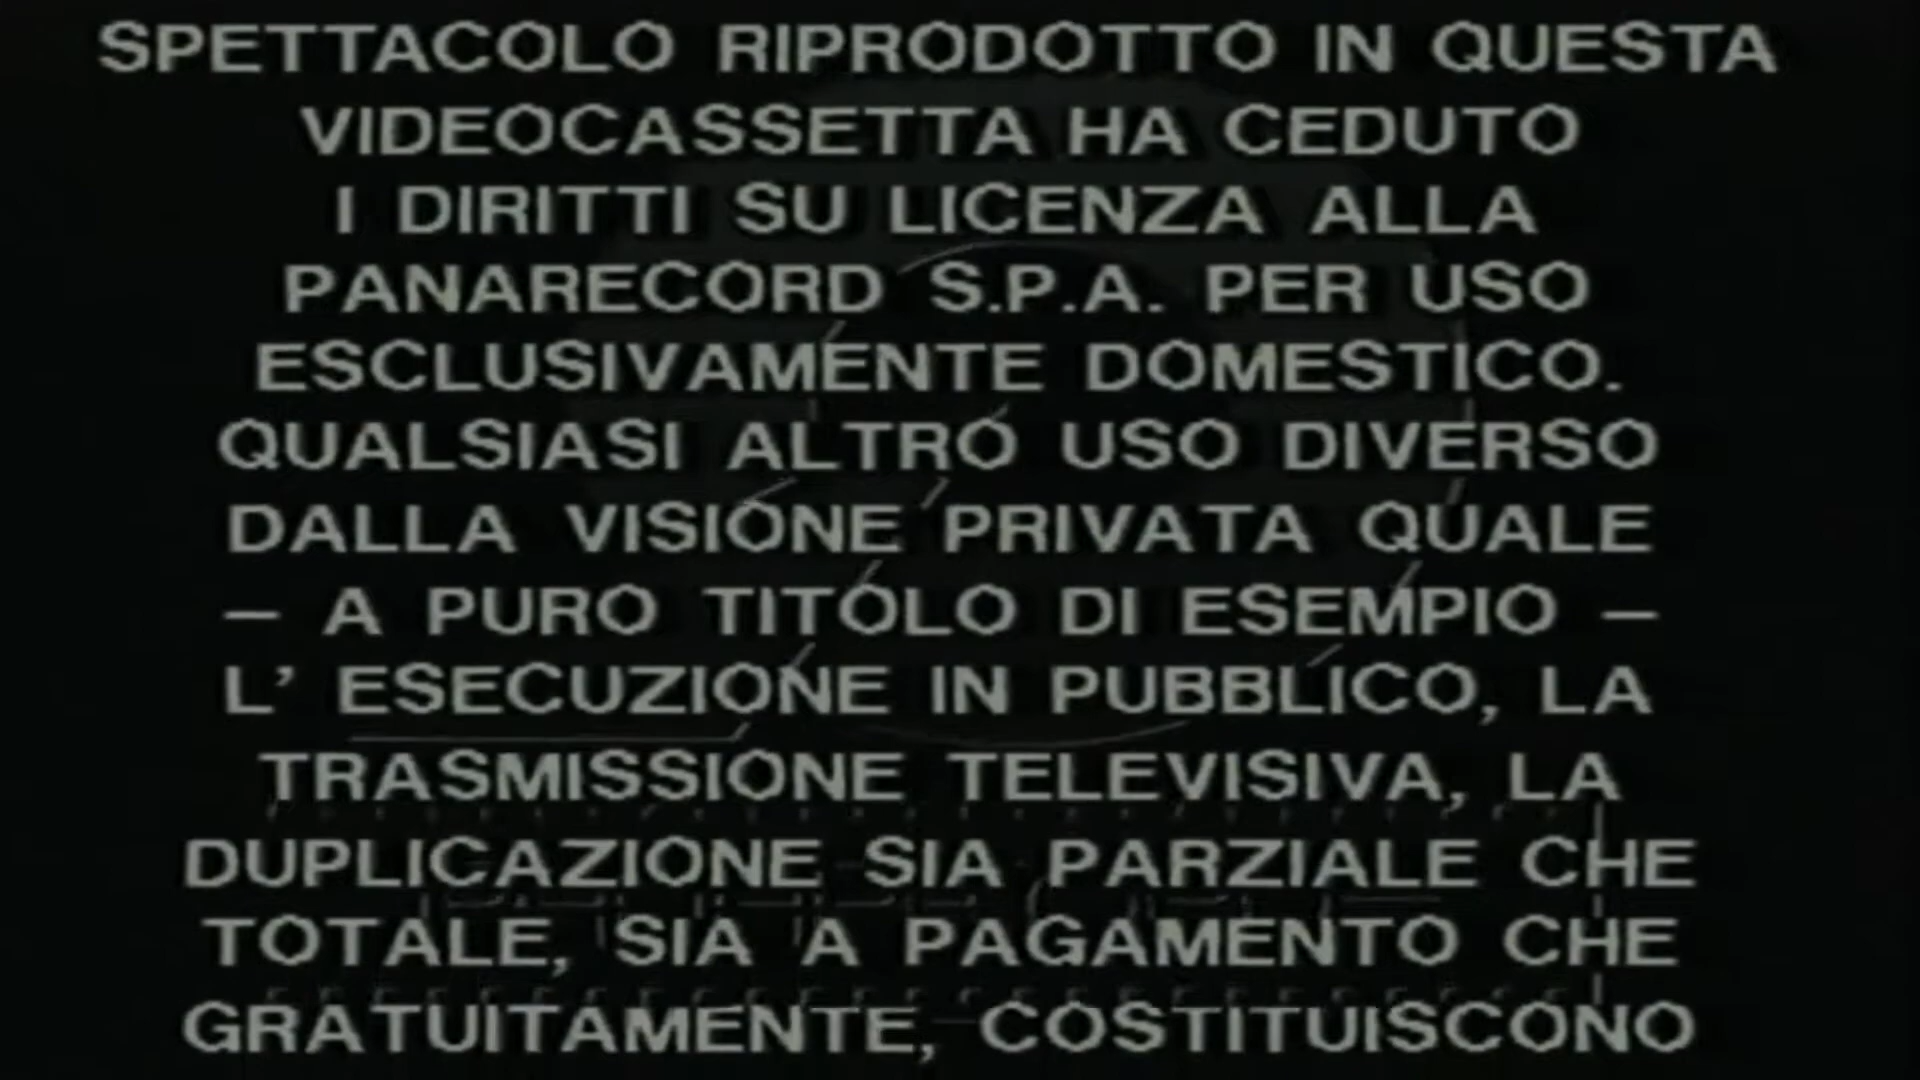 SPETTACOLO RIPRODOTTO IN QUESTA
VIDEOCASSETTA HA CEDUTO
I DIRITTI SU LICENZA ALLA
PANARECORD S.P.A. PER USO
ESCLUSIVAMENTE DOMESTICO.
QUALSIASI ALTRO USO DIVERSO
DALLA VISIONE PRIVATA QUALE
– A PURO TITOLO DI ESEMPIO –
L' ESECUZIONE IN PUBBLICO, LA
TRASMISSIONE TELEVISIVA, LA
DUPLICAZIONE SIA PARZIALE CHE
TOTALE, SIA A PAGAMENTO CHE
GRATUITAMENTE, COSTITUISCONO